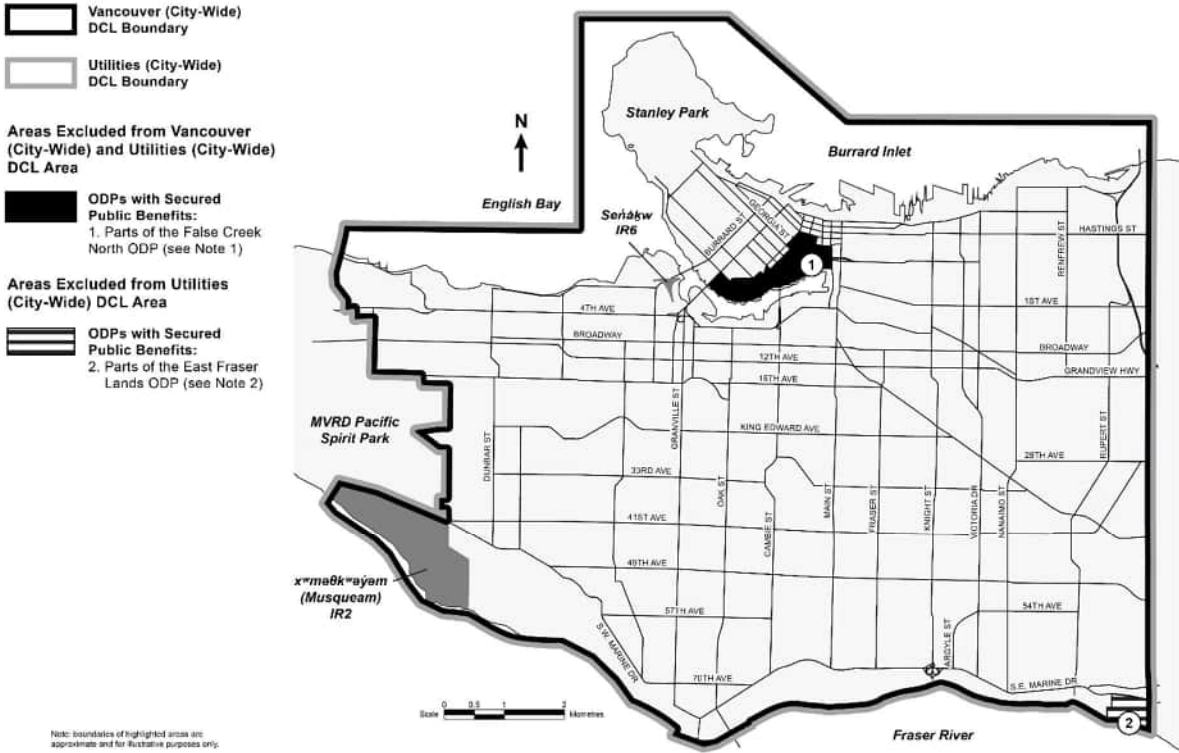 Vancouver (City-Wide)
DCL Boundary
Utilities (City-Wide)
DCL Boundary
Areas Excluded from Vancouver
(City-Wide) and Utilities (City-Wide)
DCL Area
ODPs with Secured
Public Benefits:
1. Parts of the False Creek
North ODP (see Note 1)
Areas Excluded from Utilities
(City-Wide) DCL Area
ODPs with Secured
Public Benefits:
2. Parts of the East Fraser
Lands ODP (see Note 2)
Note: boundaries of highlighted areas are
approximate and for illustrative purposes only.
N
Stanley Park
Burrard Inlet
English Bay
Sen̓áḵw
IR6
BURRARD ST
GEORGIA ST
1
HASTINGS ST
RENFREW ST
4TH AVE
1ST AVE
BROADWAY
BROADWAY
12TH AVE
GRANDVIEW HWY
16TH AVE
MVRD Pacific
Spirit Park
DUNBAR ST
GRANVILLE ST
KING EDWARD AVE
RUPERT ST
33RD AVE
29TH AVE
OAK ST
CAMBIE ST
MAIN ST
FRASER ST
KNIGHT ST
VICTORIA DR
NANAIMO ST
41ST AVE
49TH AVE
xʷməθkʷəy̓əm
(Musqueam)
IR2
57TH AVE
54TH AVE
S.W. MARINE DR
ARGYLE ST
70TH AVE
S.E. MARINE DR
Scale 0 0.5 1 2 kilometres
2
Fraser River